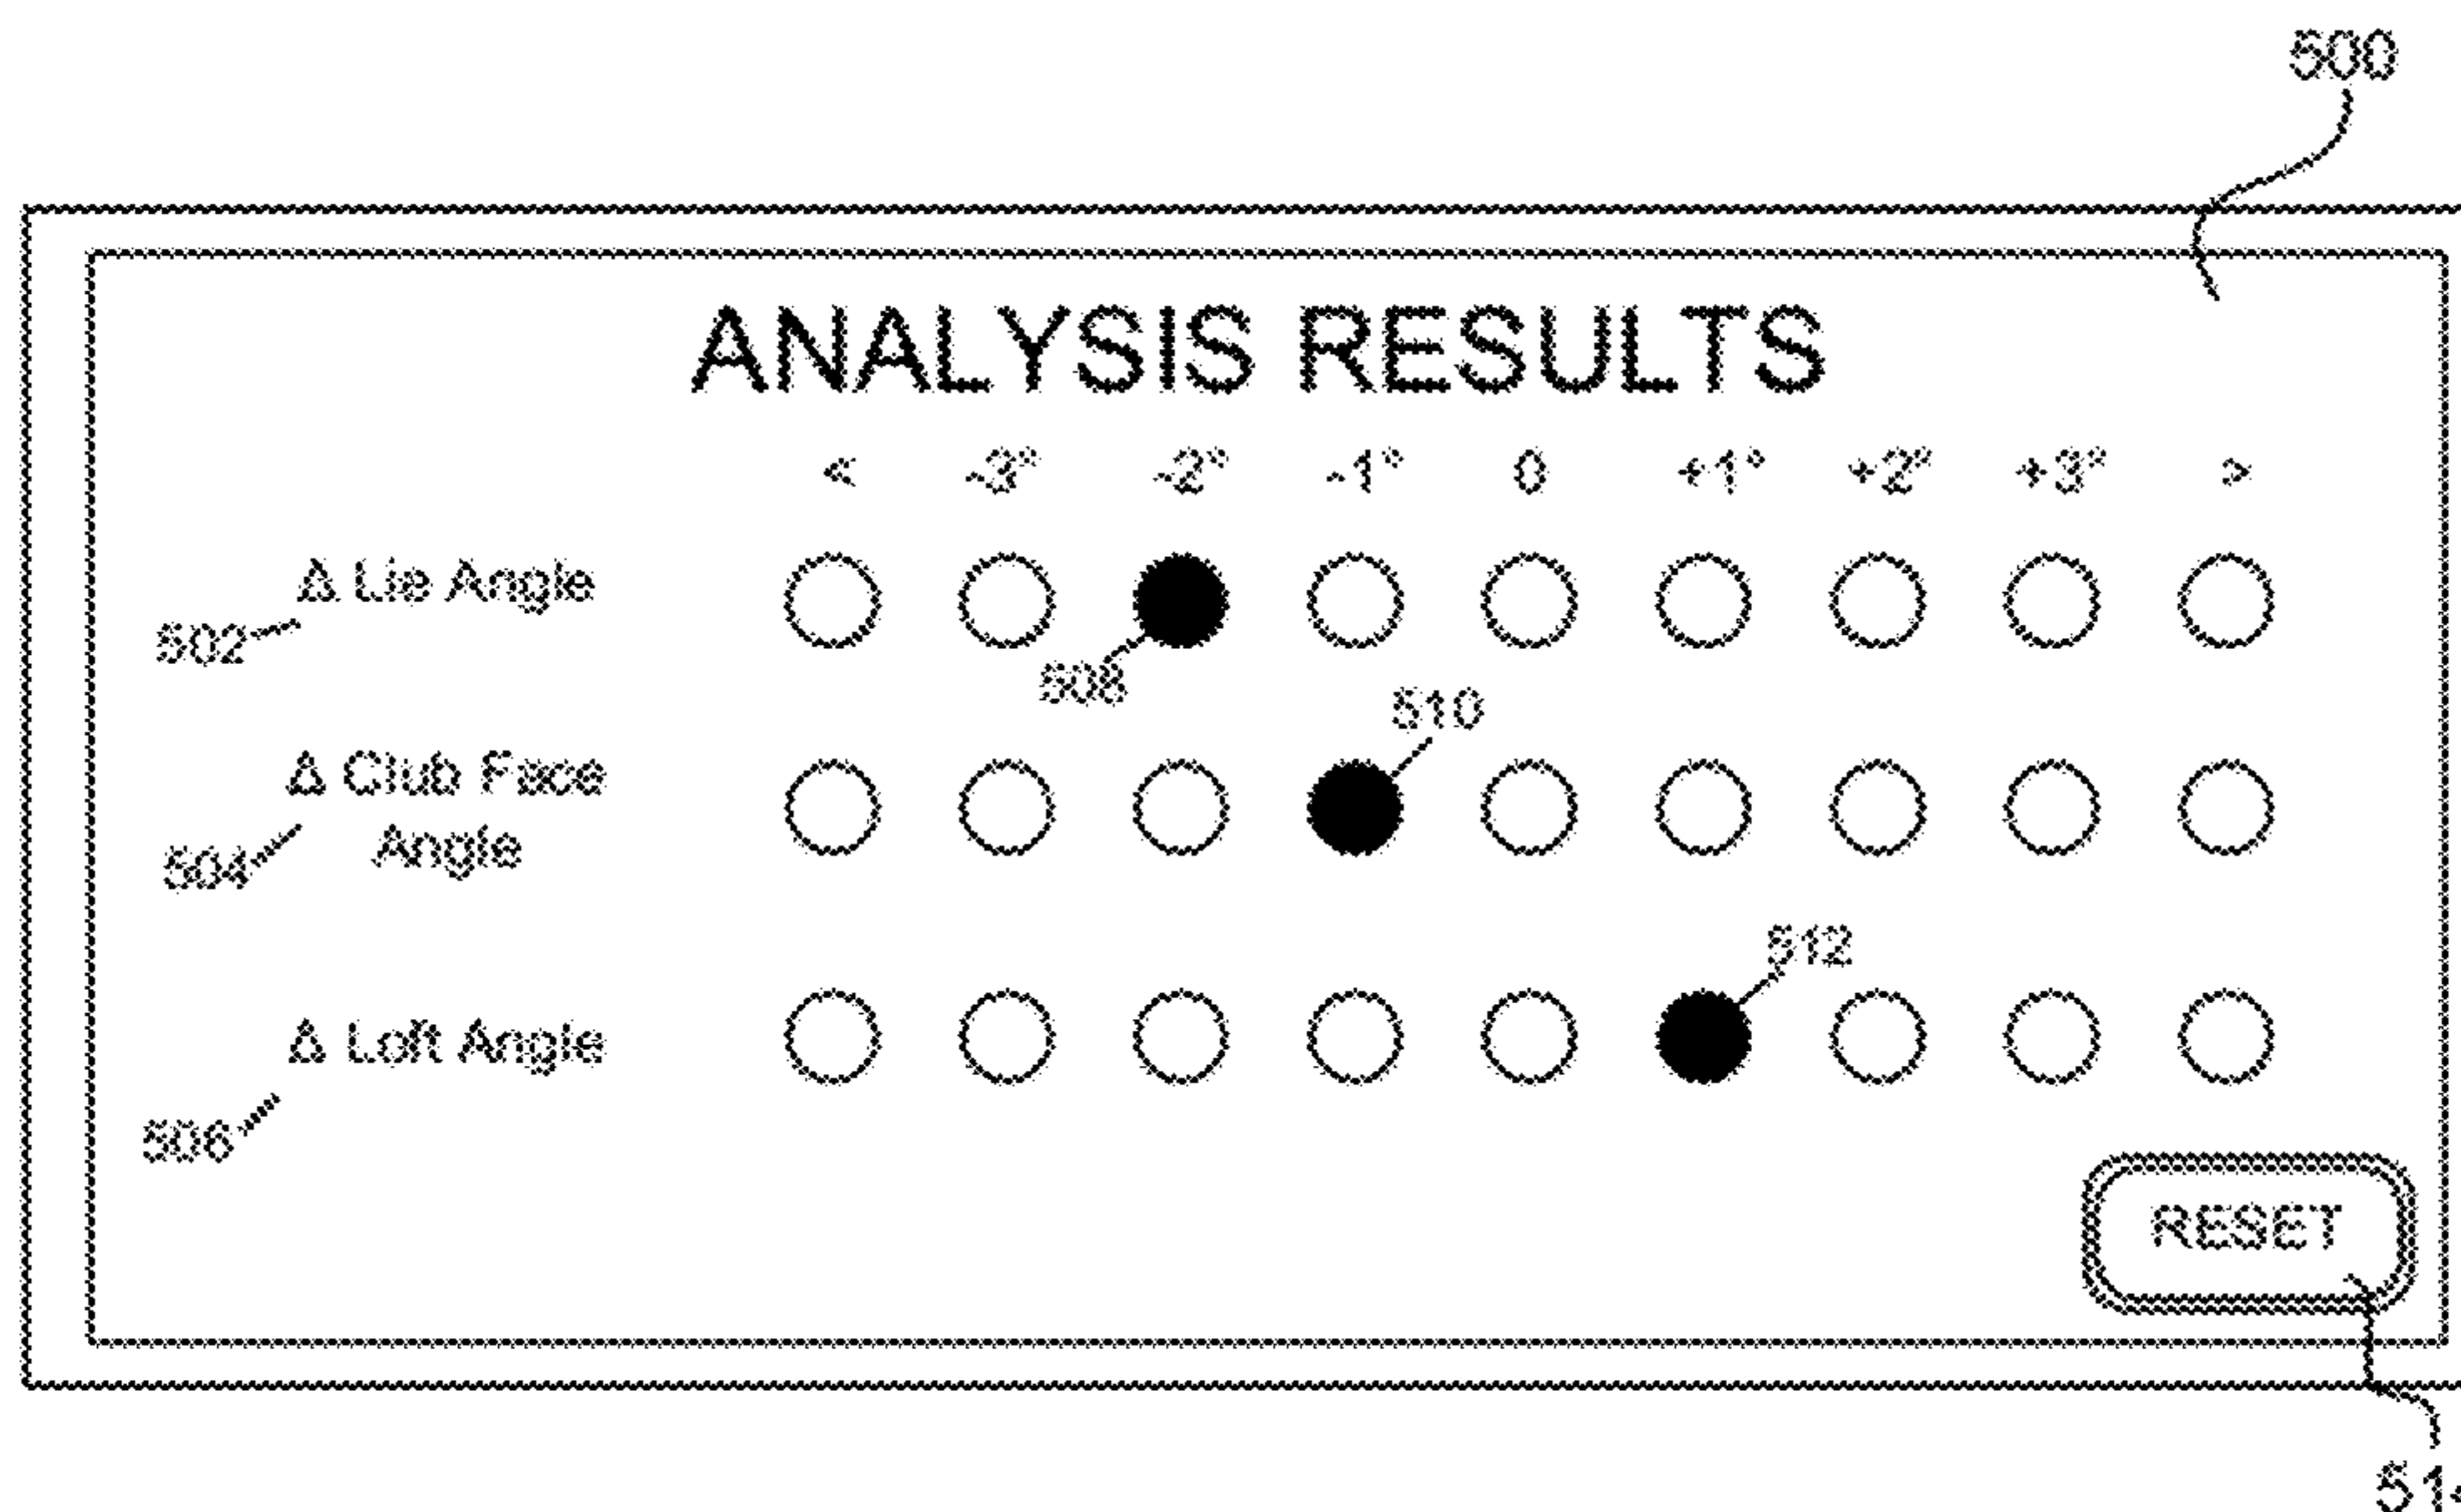 500
ANALYSIS RESULTS
< -3° -2° -1° 0 +1° +2° +3° >
Δ Lie Angle
502
508
510
Δ Club Face
Angle
504
512
Δ Loft Angle
506
RESET